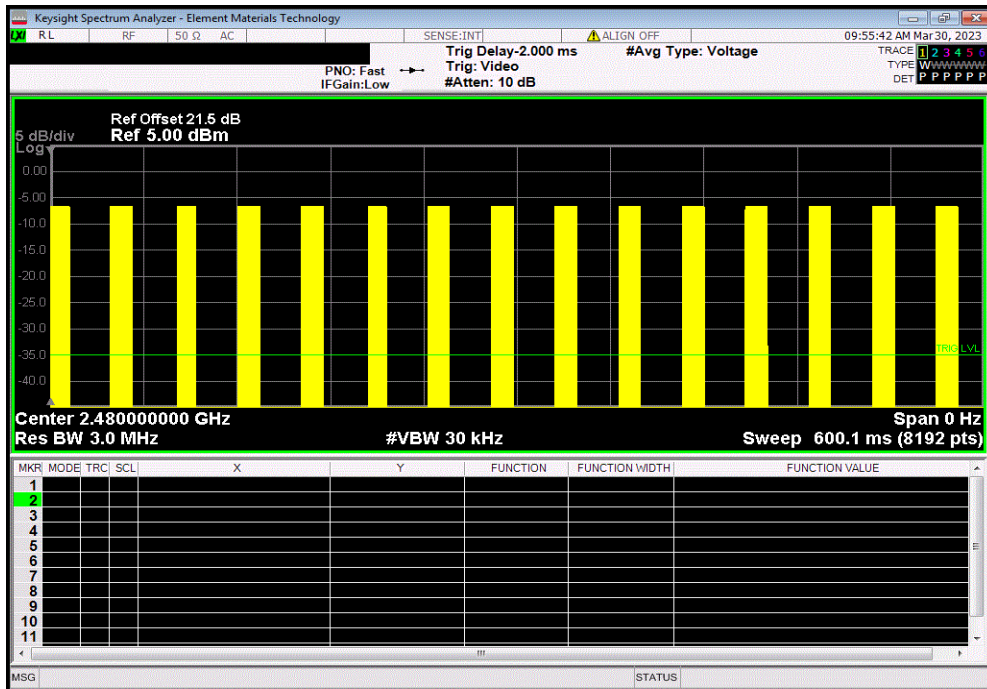 Keysight Spectrum Analyzer - Element Materials Technology
LXI RL RF 50 Ω AC SENSE:INT ALIGN OFF 09:55:42 AM Mar 30, 2023
Trig Delay-2.000 ms #Avg Type: Voltage TRACE 1 2 3 4 5 6
PNO: Fast Trig: Video TYPE WWWWWW
IFGain:Low #Atten: 10 dB DET P P P P P P
Ref Offset 21.5 dB
5 dB/div Ref 5.00 dBm
Log
0.00
-5.00
-10.0
-15.0
-20.0
-25.0
-30.0
-35.0 TRIG LVL
-40.0
Center 2.480000000 GHz Span 0 Hz
Res BW 3.0 MHz #VBW 30 kHz Sweep 600.1 ms (8192 pts)
MKR MODE TRC SCL X Y FUNCTION FUNCTION WIDTH FUNCTION VALUE
1
2
3
4
5
6
7
8
9
10
11
MSG STATUS